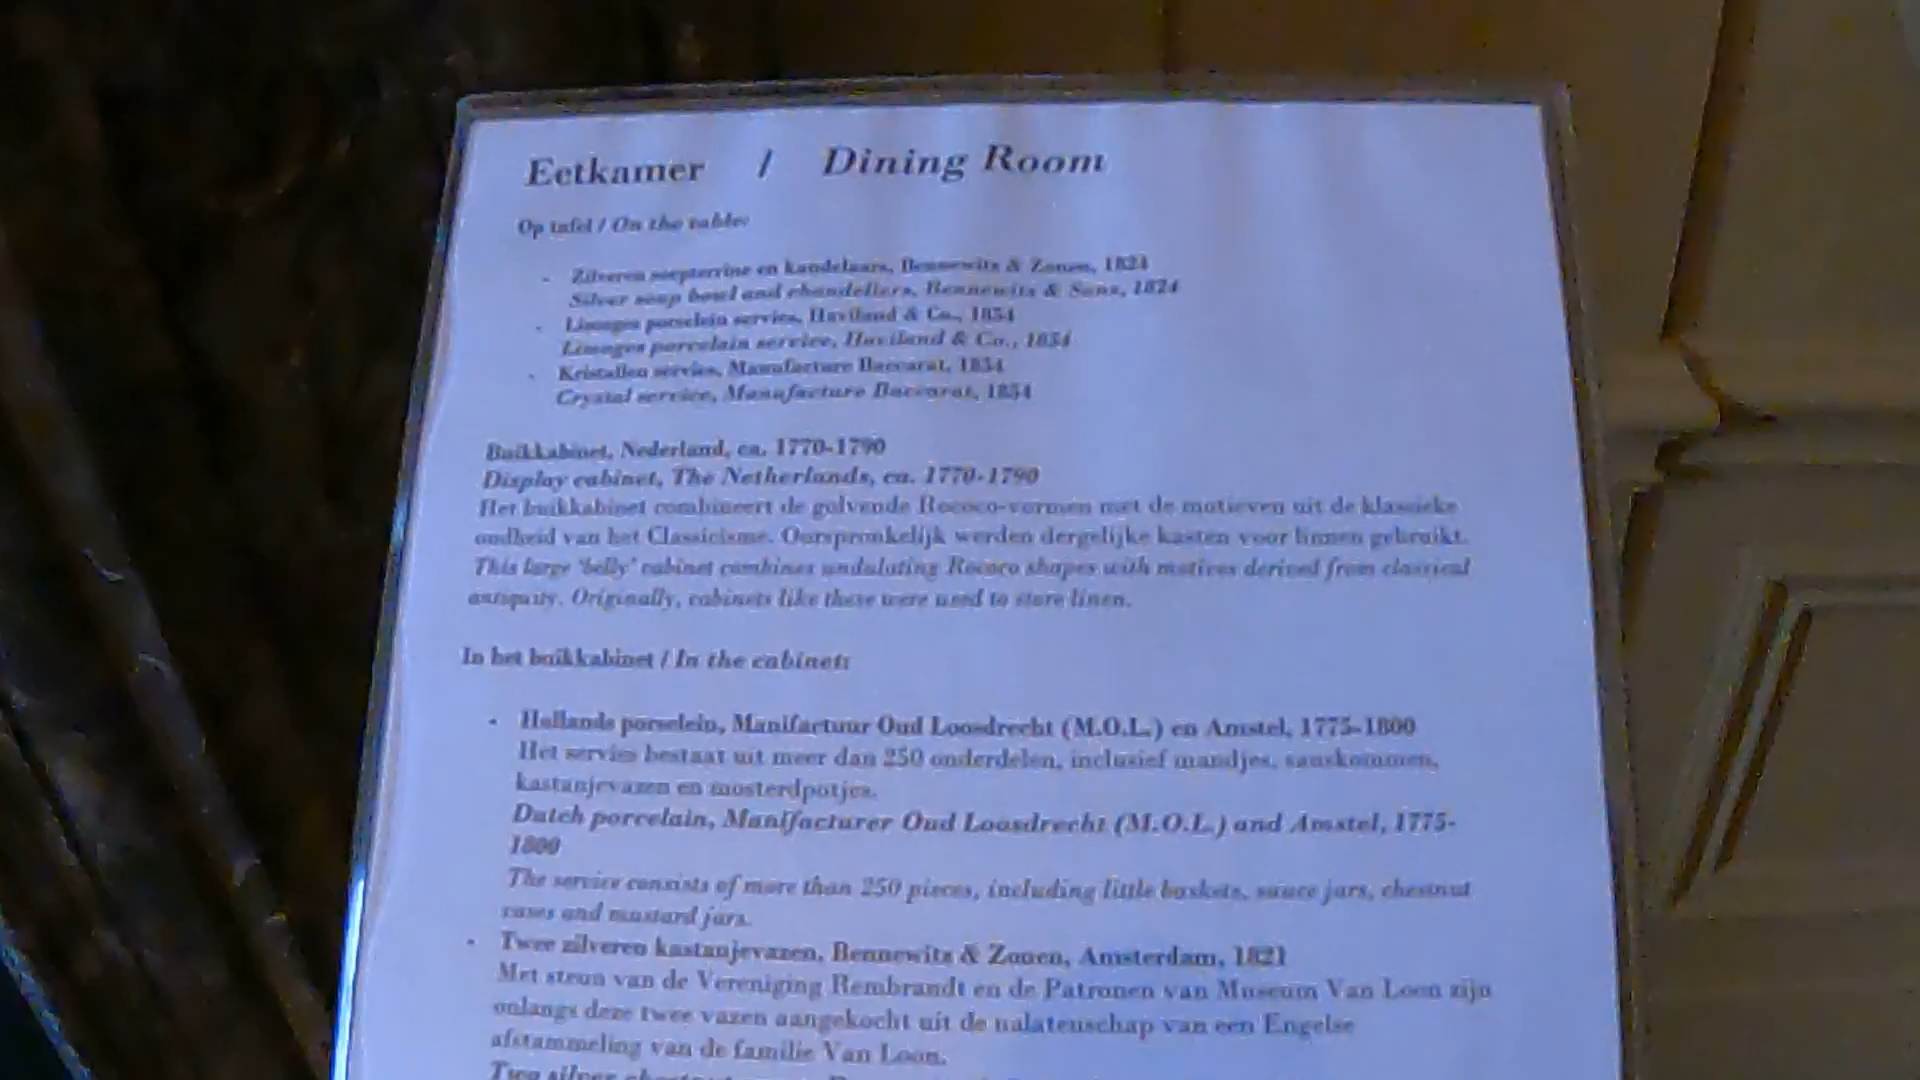 Eetkamer / Dining Room
Op tafel / On the table:
- Zilveren soepterrine en kandelaars, Bennewitz & Zonen, 1824
Silver soup bowl and chandeliers, Bennewitz & Sons, 1824
- Limoges porselein servies, Haviland & Co., 1854
Limoges porcelain service, Haviland & Co., 1854
- Kristallen servies, Manufacture Baccarat, 1854
Crystal service, Manufacture Baccarat, 1854
Buikkabinet, Nederland, ca. 1770-1790
Display cabinet, The Netherlands, ca. 1770-1790
Het buikkabinet combineert de golvende Rococo-vormen met de motieven uit de klassieke
oudheid van het Classicisme. Oorspronkelijk werden dergelijke kasten voor linnen gebruikt.
This large 'belly' cabinet combines undulating Rococo shapes with motives derived from classical
antiquity. Originally, cabinets like these were used to store linen.
In het buikkabinet / In the cabinet:
- Hollands porselein, Manifactuur Oud Loosdrecht (M.O.L.) en Amstel, 1775-1800
Het servies bestaat uit meer dan 250 onderdelen, inclusief mandjes, sauskommen,
kastanjevazen en mosterdpotjes.
Dutch porcelain, Manifacturer Oud Loosdrecht (M.O.L.) and Amstel, 1775-
1800
The service consists of more than 250 pieces, including little baskets, sauce jars, chestnut
vases and mustard jars.
- Twee zilveren kastanjevazen, Bennewitz & Zonen, Amsterdam, 1821
Met steun van de Vereniging Rembrandt en de Patronen van Museum Van Loon zijn
onlangs deze twee vazen aangekocht uit de nalatenschap van een Engelse
afstammeling van de familie Van Loon.
Two silver